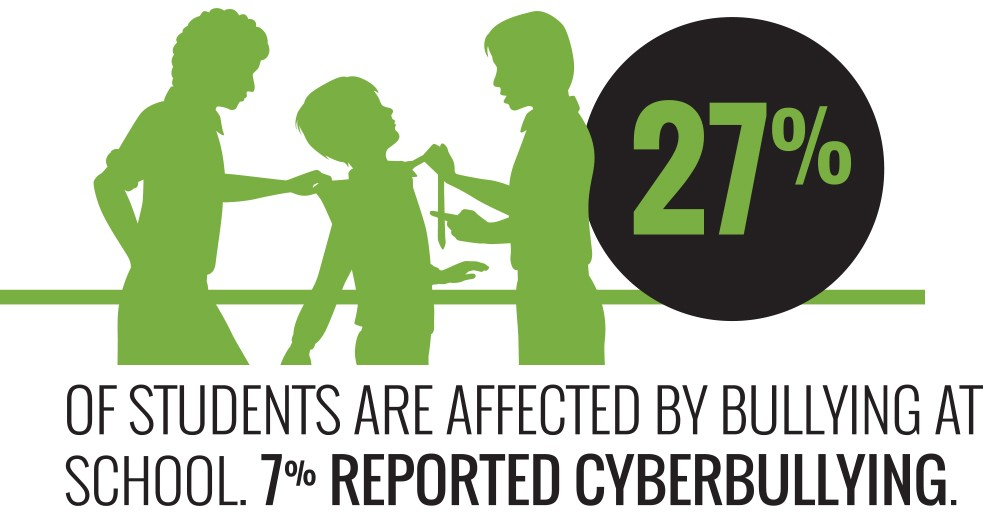 27%
OF STUDENTS ARE AFFECTED BY BULLYING AT
SCHOOL. 7% REPORTED CYBERBULLYING.